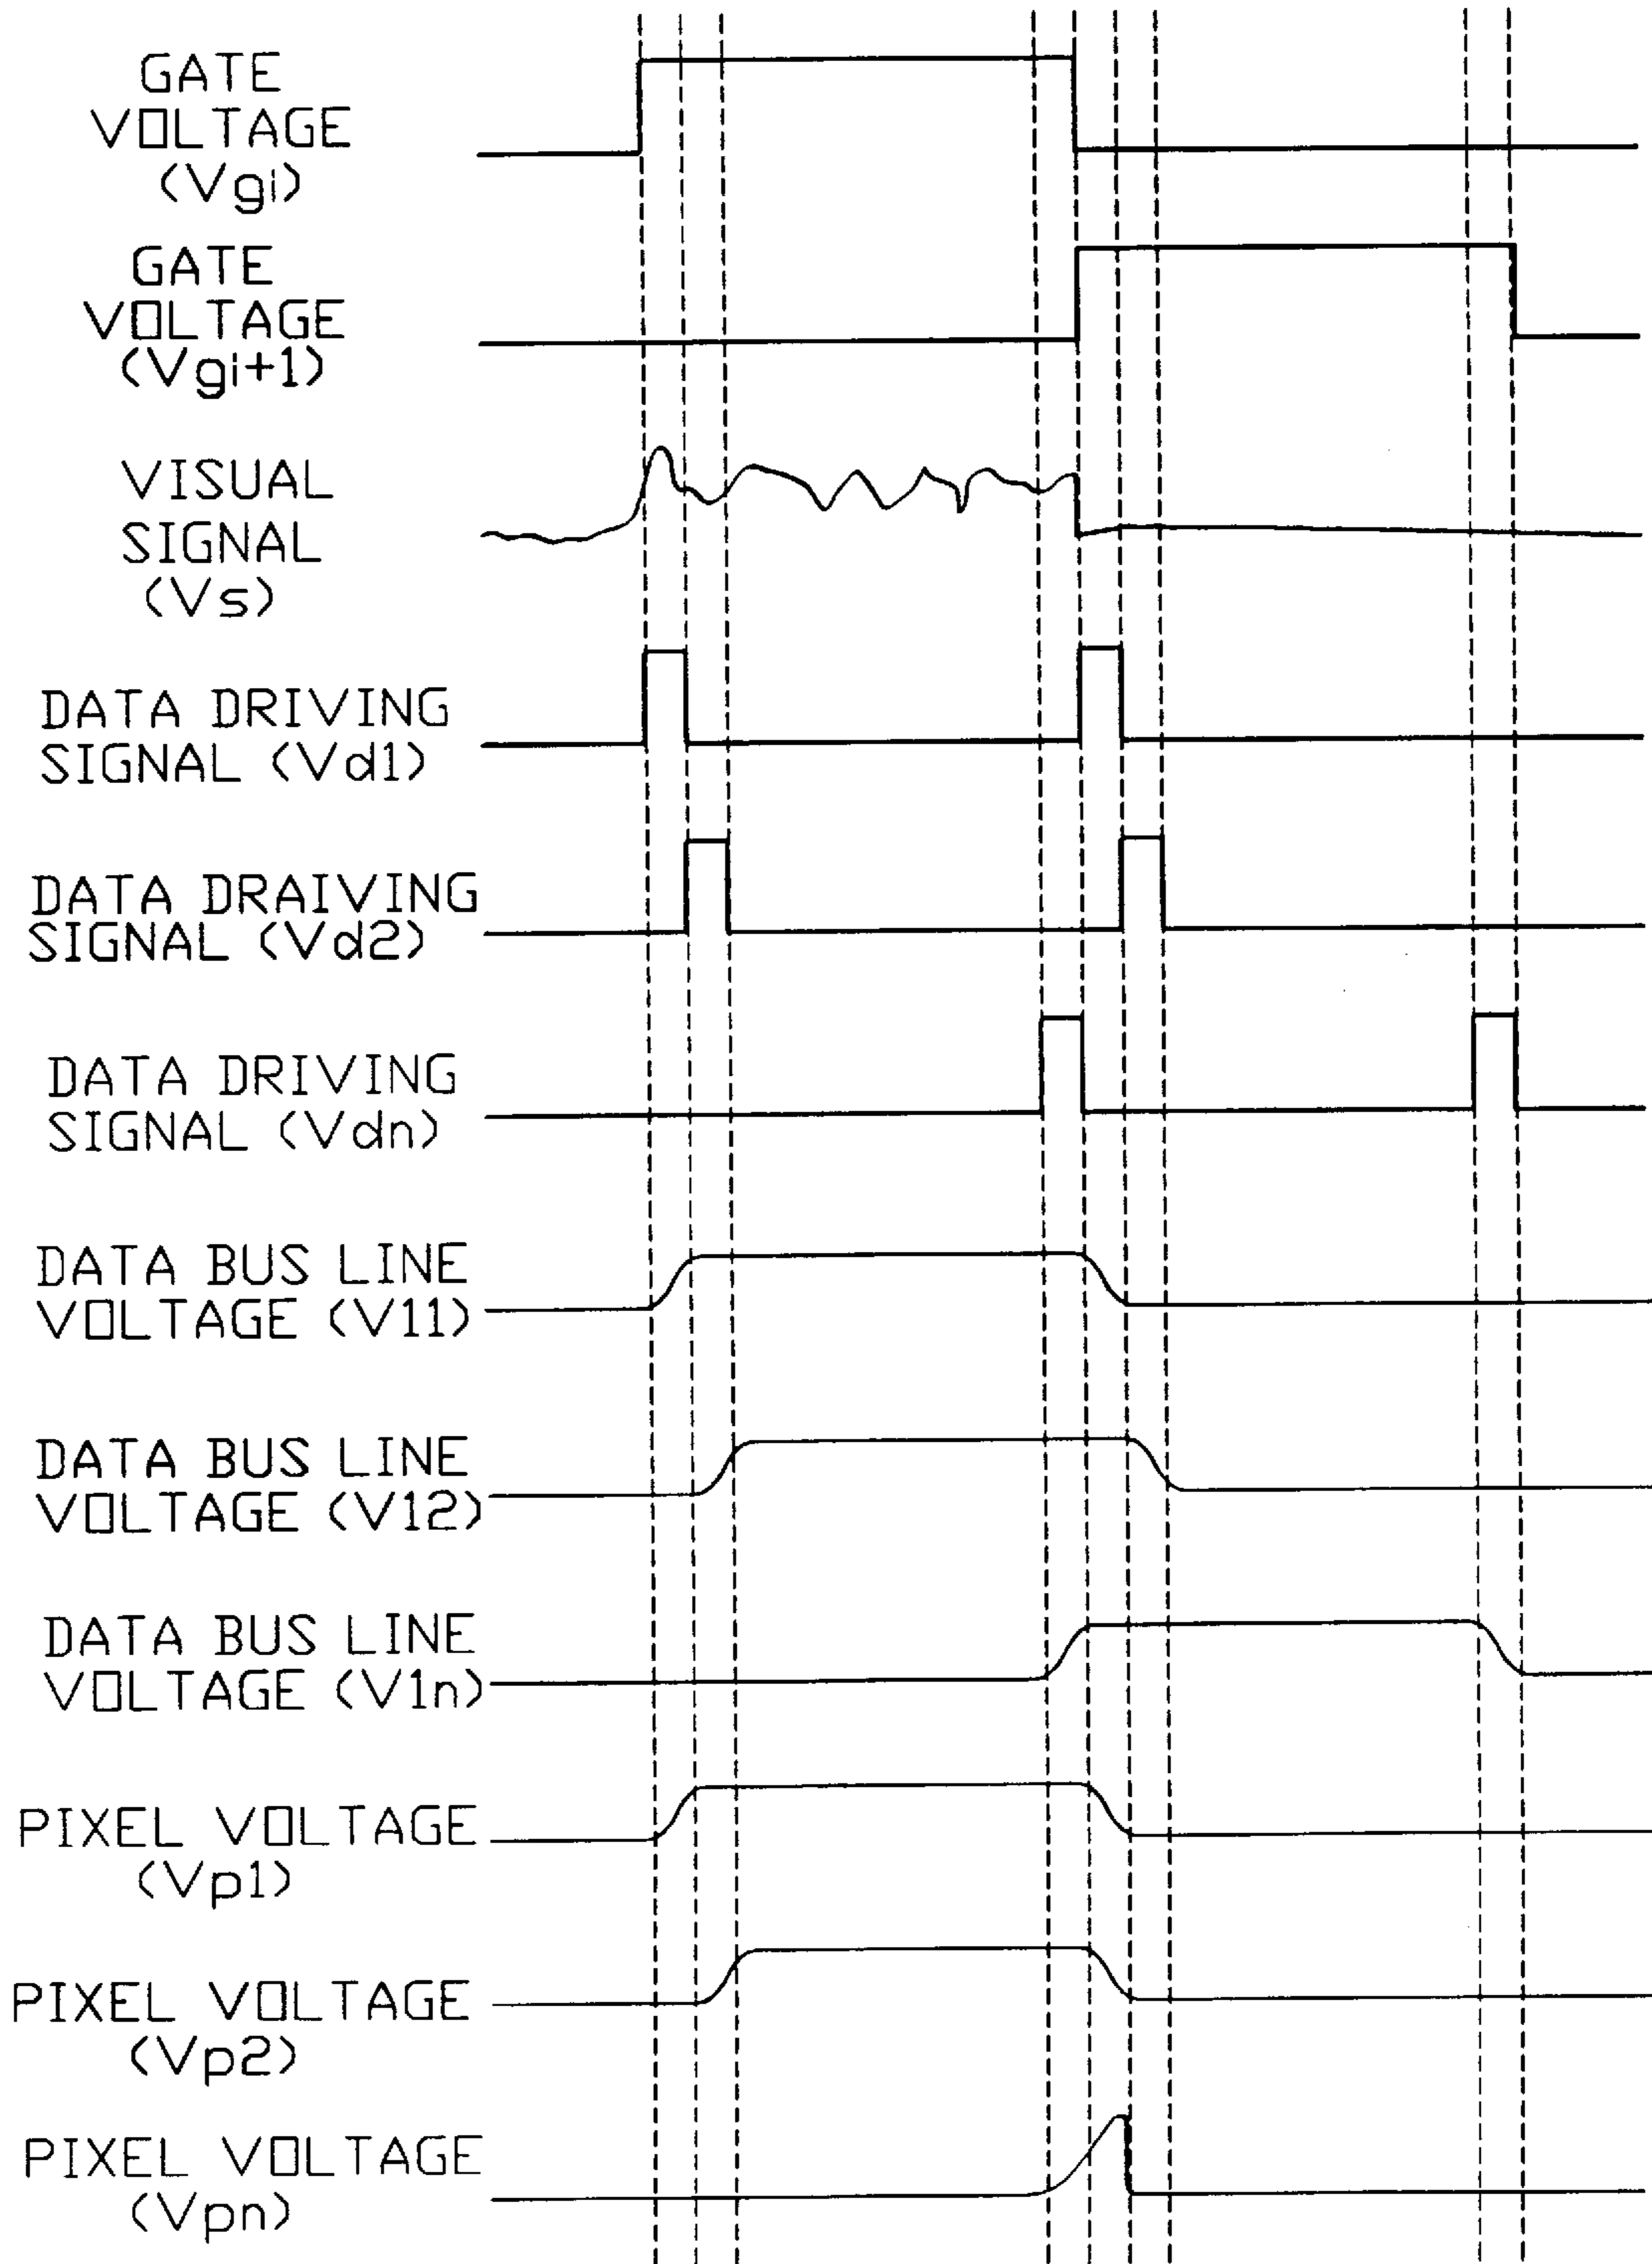 GATE
VOLTAGE
(Vgi)
GATE
VOLTAGE
(Vgi+1)
VISUAL
SIGNAL
(Vs)
DATA DRIVING
SIGNAL (Vd1)
DATA DRAIVING
SIGNAL (Vd2)
DATA DRIVING
SIGNAL (Vdn)
DATA BUS LINE
VOLTAGE (V11)
DATA BUS LINE
VOLTAGE (V12)
DATA BUS LINE
VOLTAGE (V1n)
PIXEL VOLTAGE
(Vp1)
PIXEL VOLTAGE
(Vp2)
PIXEL VOLTAGE
(Vpn)